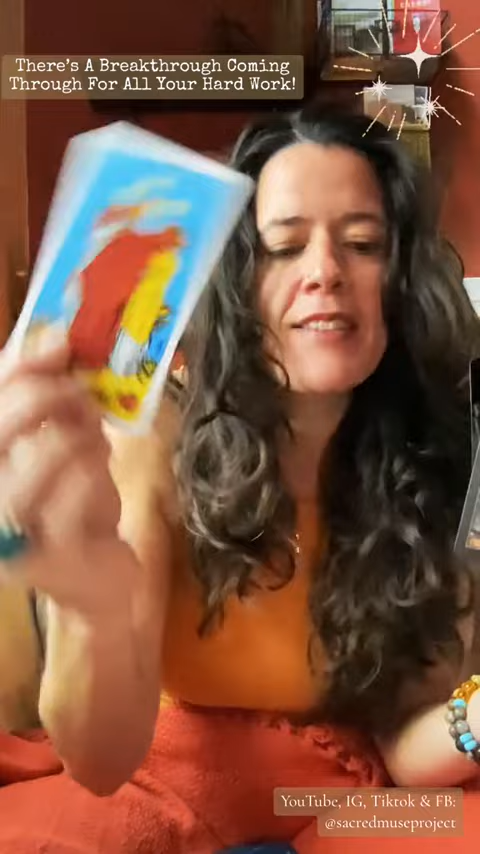 There's A Breakthrough Coming
Through For All Your Hard Work!
YouTube, IG, Tiktok & FB:
@sacredmuseproject